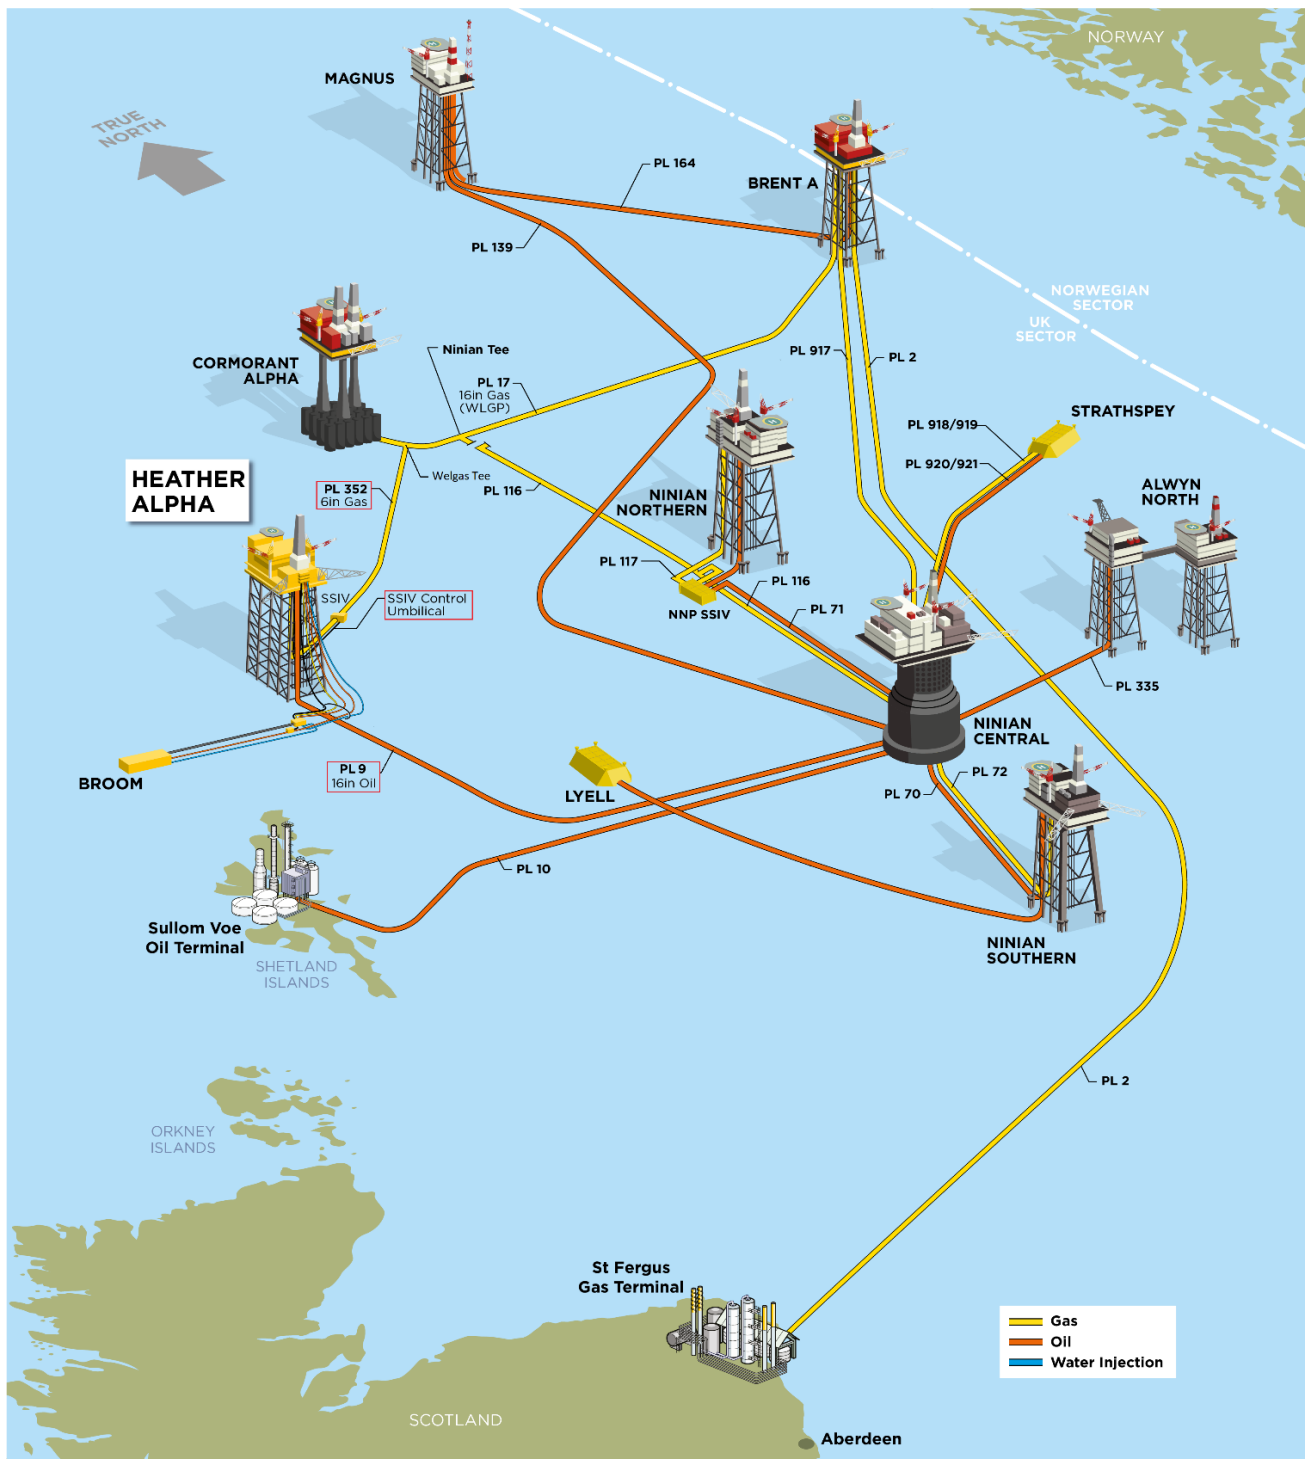 NORWAY
MAGNUS
TRUE
NORTH
PL 164
BRENT A
PL 139
NORWEGIAN
SECTOR
UK
SECTOR
CORMORANT
ALPHA
Ninian Tee
PL 17
16in Gas
(WLGP)
PL 917
PL 2
STRATHSPEY
PL 918/919
PL 920/921
HEATHER
ALPHA
PL 352
6in Gas
Welgas Tee
PL 116
NINIAN
NORTHERN
ALWYN
NORTH
PL 117
PL 116
NNP SSIV
PL 71
SSIV
SSIV Control
Umbilical
PL 335
NINIAN
CENTRAL
BROOM
PL 9
16in Oil
LYELL
PL 72
PL 70
PL 10
Sullom Voe
Oil Terminal
SHETLAND
ISLANDS
NINIAN
SOUTHERN
PL 2
ORKNEY
ISLANDS
St Fergus
Gas Terminal
Gas
Oil
Water Injection
SCOTLAND
Aberdeen